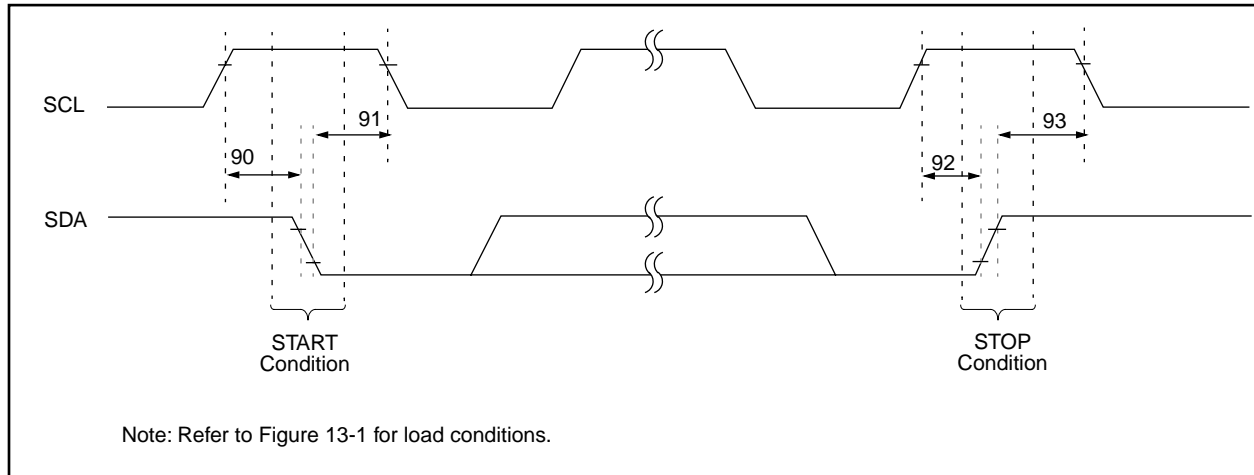 SCL
91
93
90
92
SDA
START
Condition
STOP
Condition
Note: Refer to Figure 13-1 for load conditions.